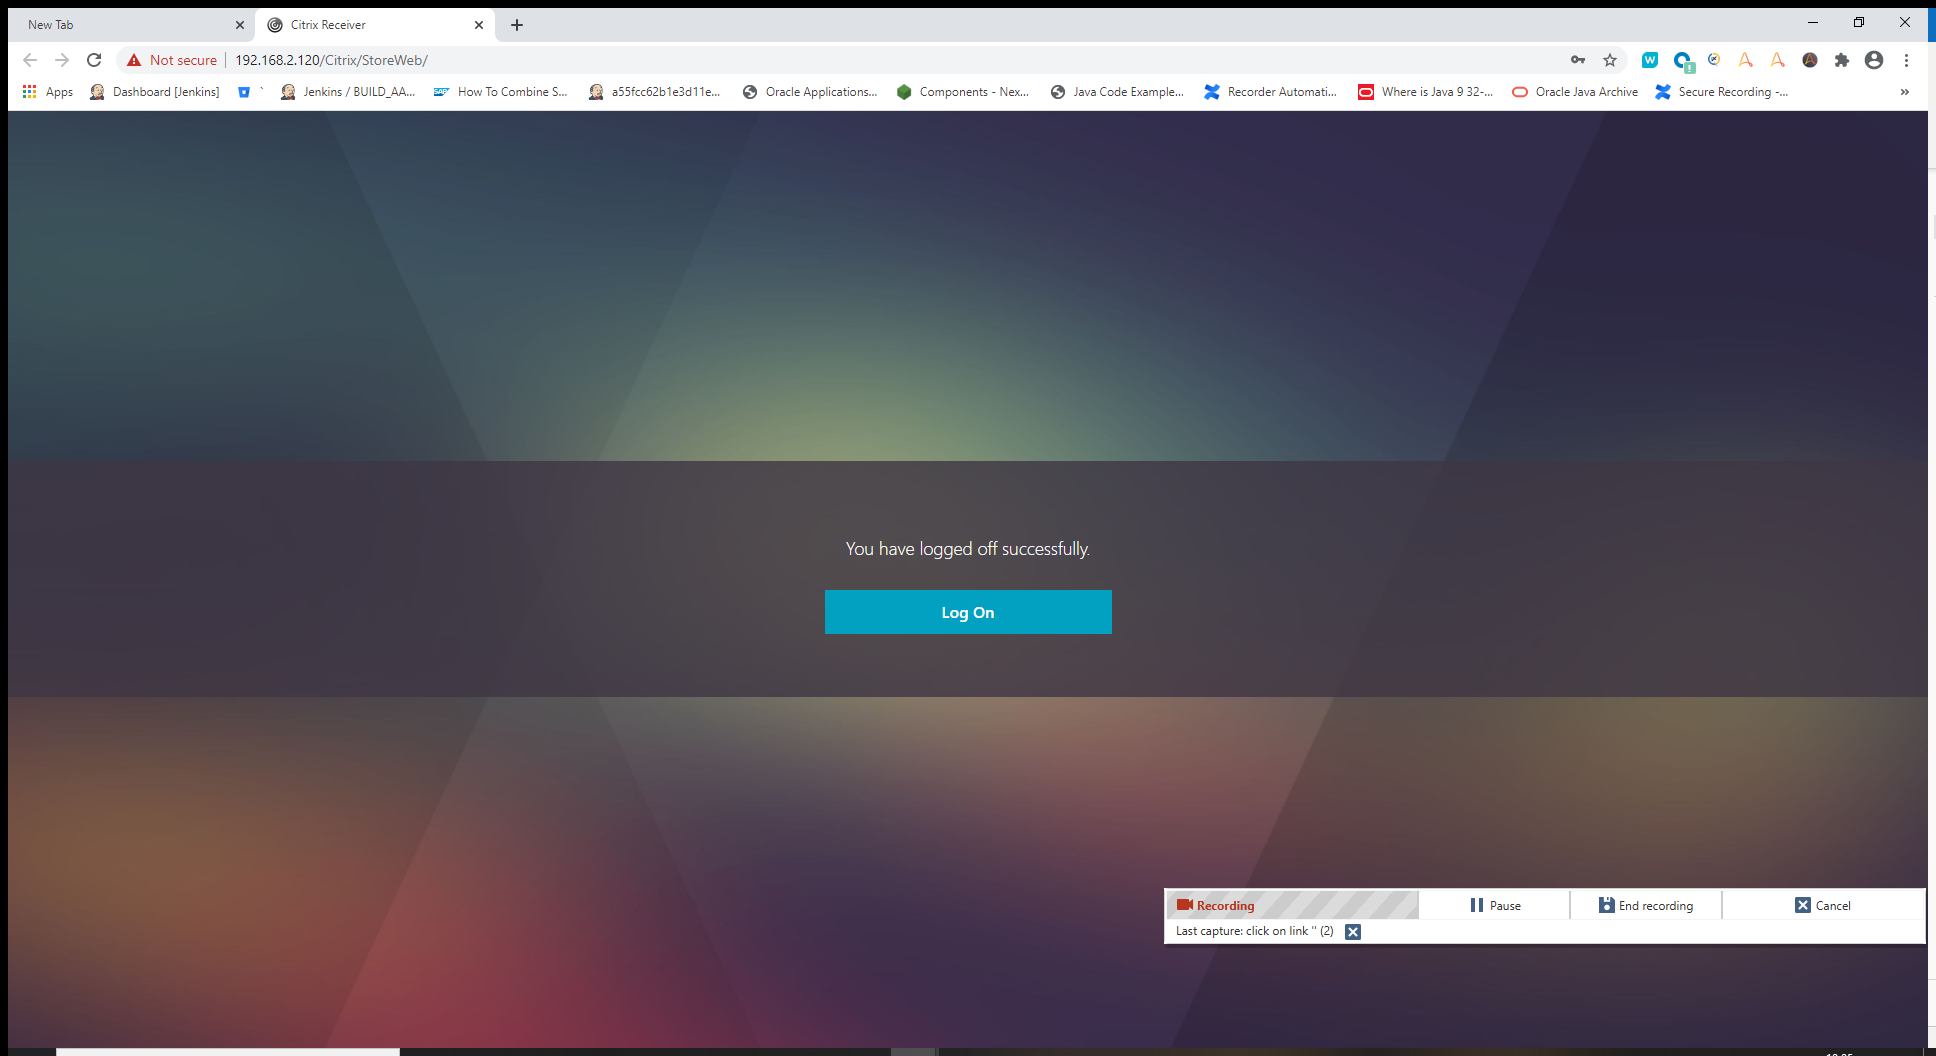 New Tab
Citrix Receiver
Not secure
192.168.2.120/Citrix/StoreWeb/
Apps
Dashboard [Jenkins]
`
Jenkins / BUILD_AA...
How To Combine S...
a55fcc62b1e3d11e...
Oracle Applications...
Components - Nex...
Java Code Example...
Recorder Automati...
Where is Java 9 32-...
Oracle Java Archive
Secure Recording -...
»
You have logged off successfully.
Log On
Recording
Pause
End recording
Cancel
Last capture: click on link '' (2)